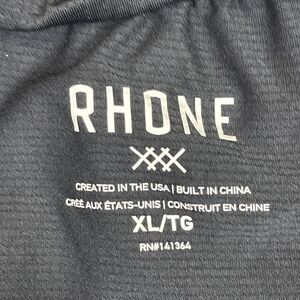 RHONE
CREATED IN THE USA | BUILT IN CHINA
CRÉÉ AUX ÉTATS-UNIS | CONSTRUIT EN CHINE
XL/TG
RN#141364